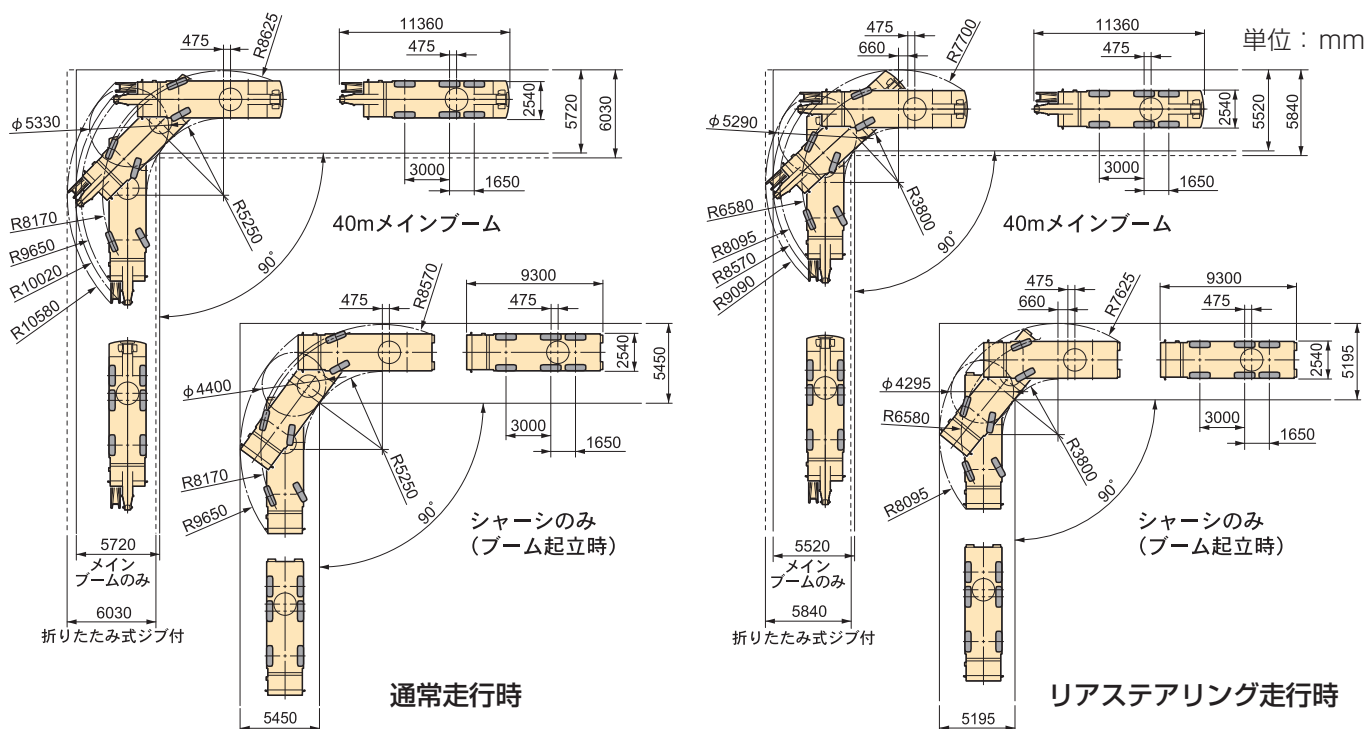 単位：mm
11360
475
475
R8625
φ5330
2540
5720
6030
3000
1650
R5250
90°
R8170
R9650
R10020
R10580
40mメインブーム
5720
メイン
ブームのみ
6030
折りたたみ式ジブ付
9300
475
475
R8570
φ4400
2540
5450
3000
1650
R5250
90°
R8170
R9650
シャーシのみ
（ブーム起立時）
5450
通常走行時
11360
475
475
660
R7700
φ5290
2540
5520
5840
3000
1650
R3800
90°
R6580
R8095
R8570
R9090
40mメインブーム
5520
メイン
ブームのみ
5840
折りたたみ式ジブ付
9300
475
475
660
R7625
φ4295
2540
5195
3000
1650
R6580
R3800
90°
R8095
シャーシのみ
（ブーム起立時）
5195
リアステアリング走行時